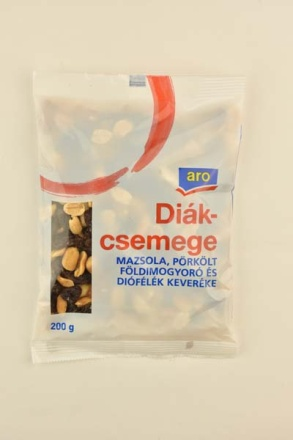 aro
Diák-
csemege
MAZSOLA, PÖRKÖLT
FÖLDIMOGYORÓ ÉS
DIÓFÉLÉK KEVERÉKE
200 g